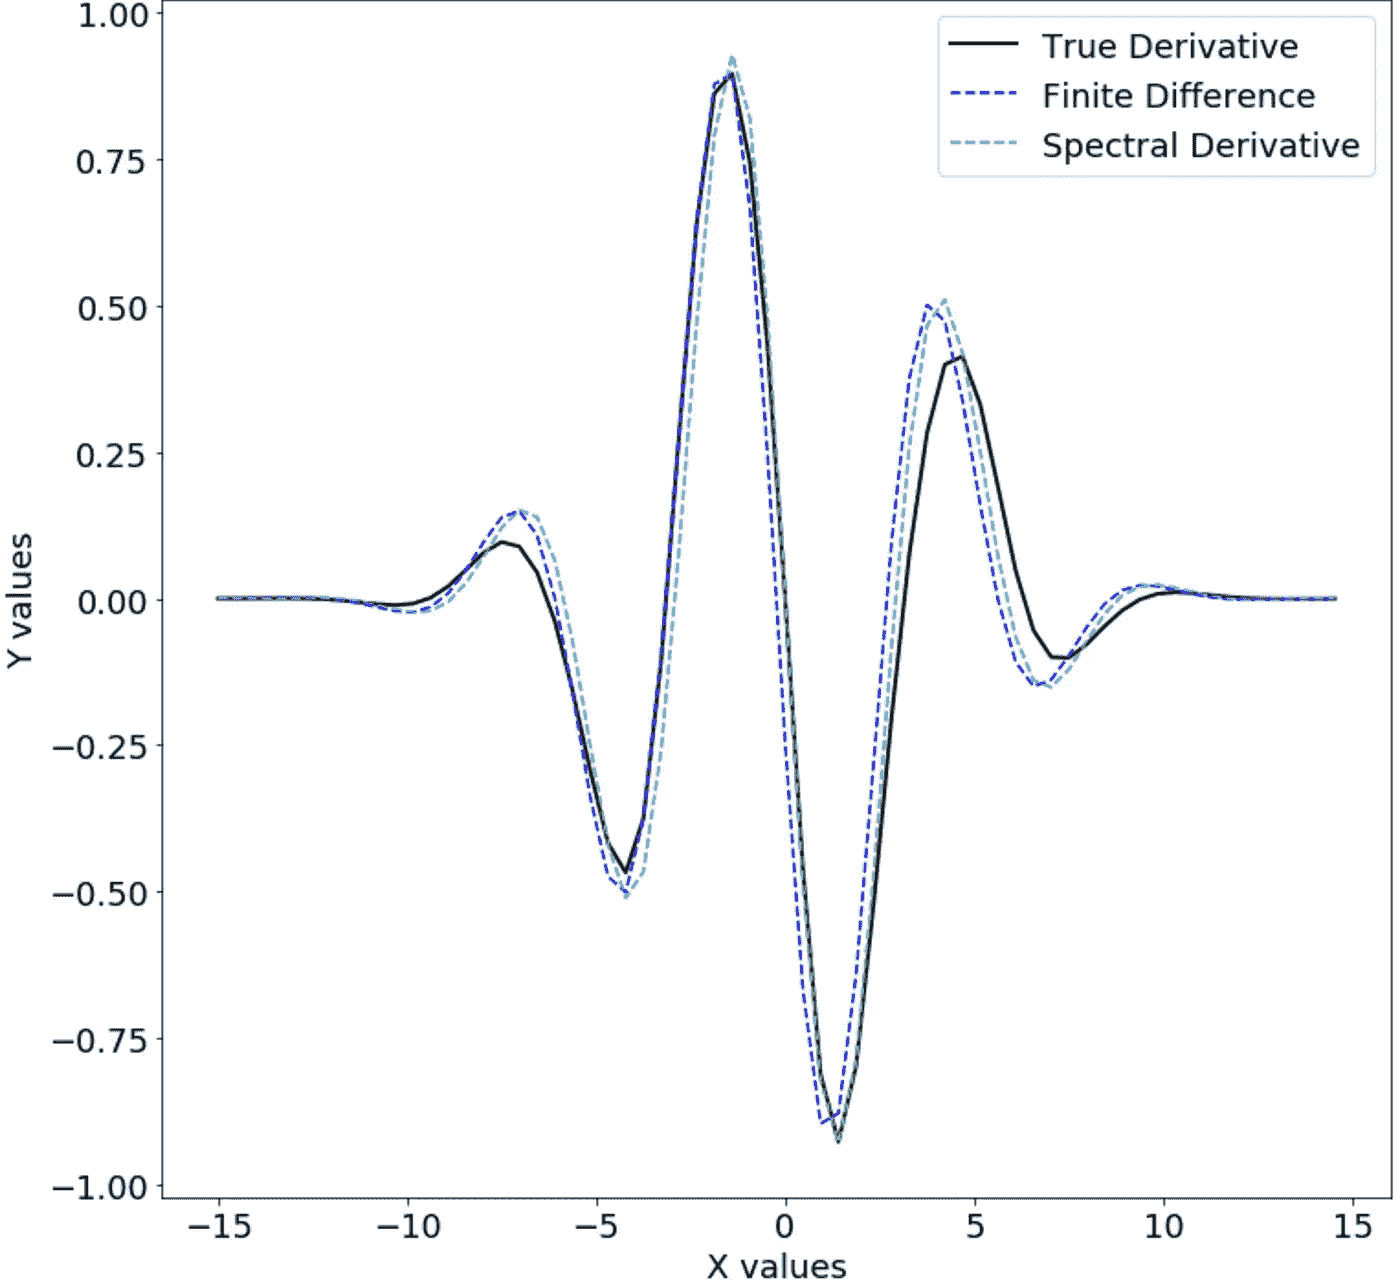 1.00
0.75
0.50
0.25
0.00
−0.25
−0.50
−0.75
−1.00
Y values
True Derivative
Finite Difference
Spectral Derivative
−15 −10 −5 0 5 10 15
X values